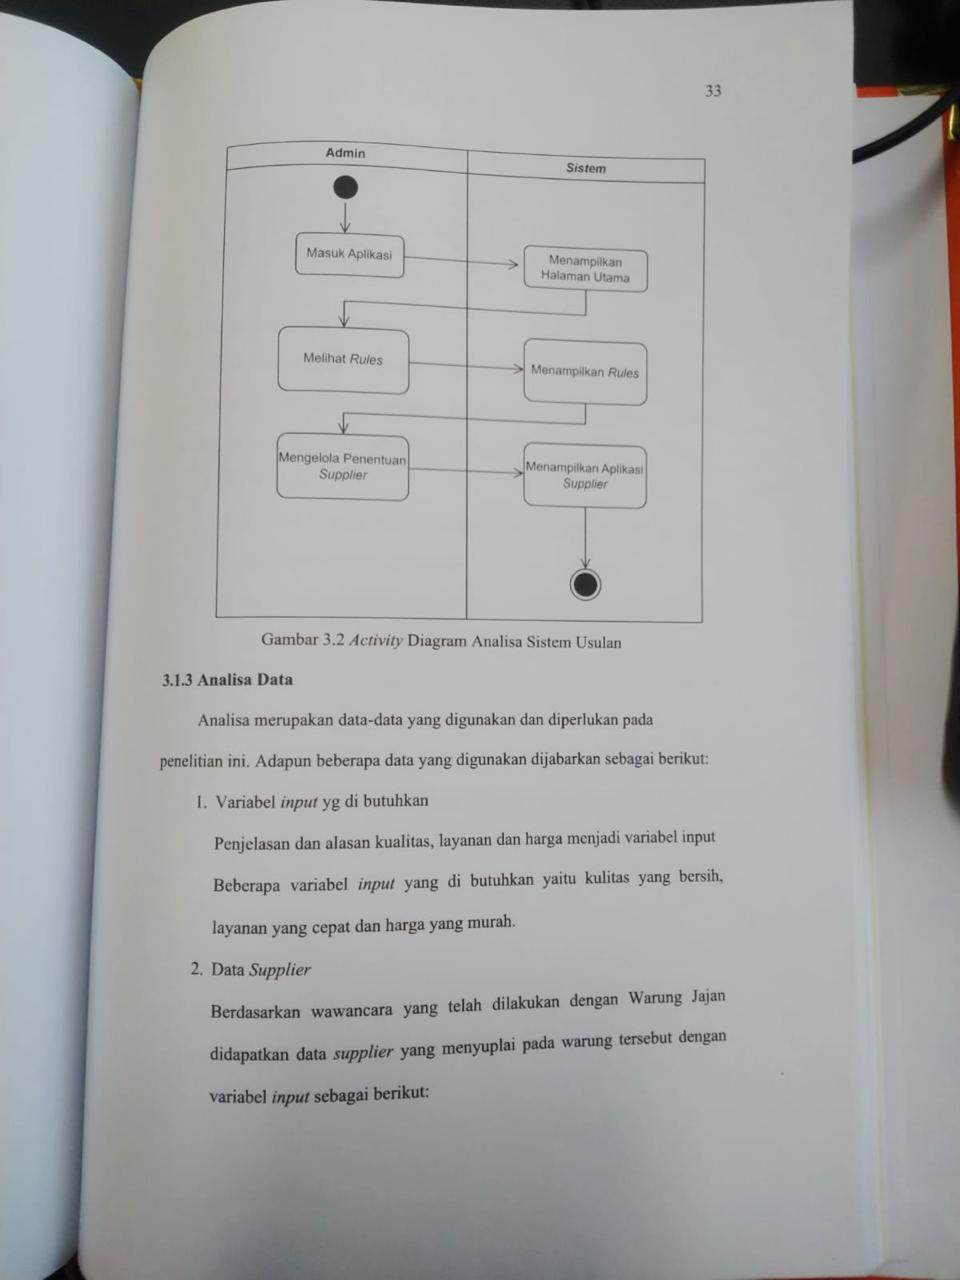 33
Admin
Sistem
Masuk Aplikasi
Menampilkan
Halaman Utama
Melihat Rules
Menampilkan Rules
Mengelola Penentuan
Supplier
Menampilkan Aplikasi
Supplier
Gambar 3.2 Activity Diagram Analisa Sistem Usulan
3.1.3 Analisa Data
Analisa merupakan data-data yang digunakan dan diperlukan pada
penelitian ini. Adapun beberapa data yang digunakan dijabarkan sebagai berikut:
1. Variabel input yg di butuhkan
Penjelasan dan alasan kualitas, layanan dan harga menjadi variabel input
Beberapa variabel input yang di butuhkan yaitu kulitas yang bersih,
layanan yang cepat dan harga yang murah.
2. Data Supplier
Berdasarkan wawancara yang telah dilakukan dengan Warung Jajan
didapatkan data supplier yang menyuplai pada warung tersebut dengan
variabel input sebagai berikut: